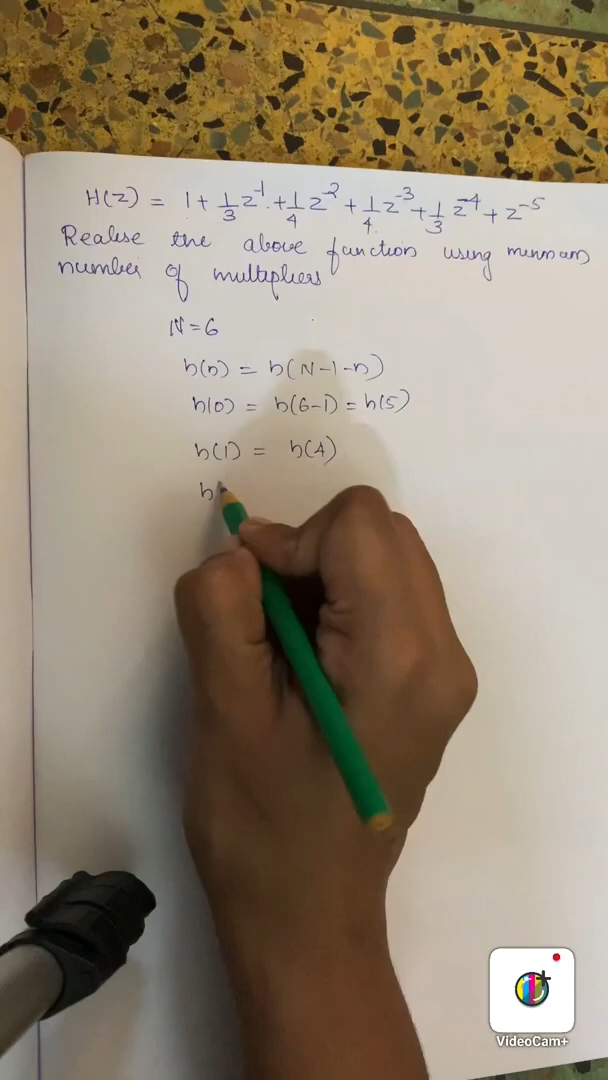 H(z) = 1 + 1/3 z^-1 + 1/4 z^-2 + 1/4 z^-3 + 1/3 z^-4 + z^-5
Realise the above function using
number of multipliers
N=6
h(n) = h(N-1-n)
h(0) = h(6-1) = h(5)
h(1) = h(4)
h
VideoCam+